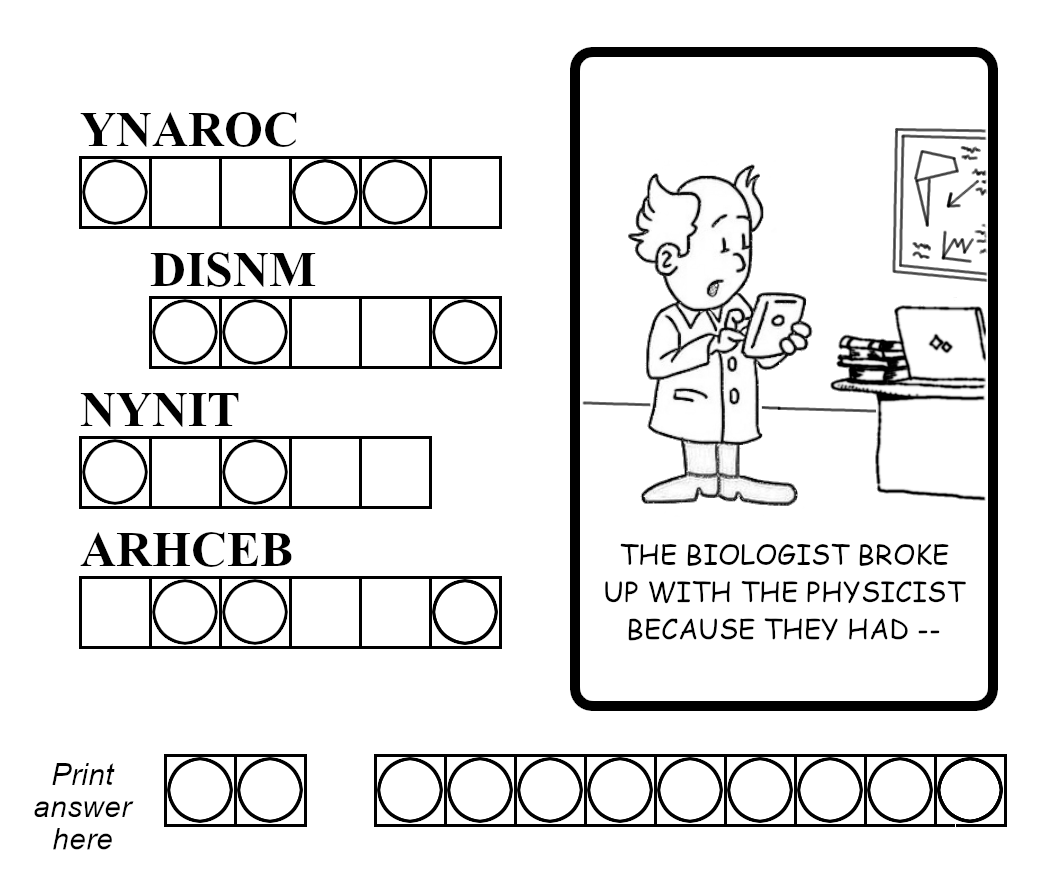 YNAROC
DISNM
NYNIT
ARHCEB
THE BIOLOGIST BROKE
UP WITH THE PHYSICIST
BECAUSE THEY HAD --
Print
answer
here